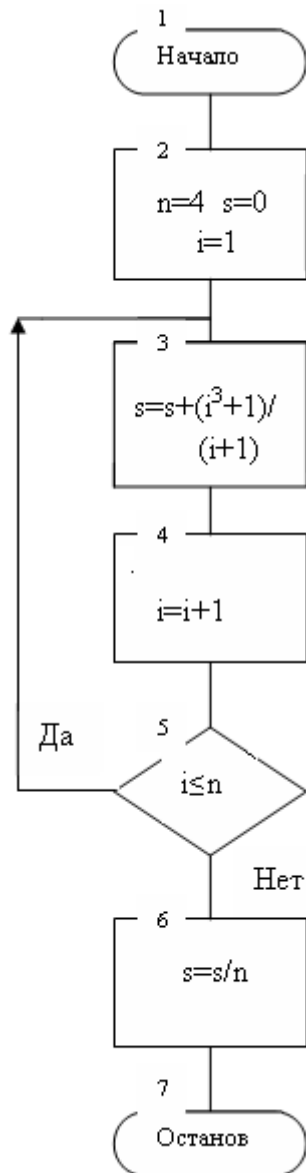 1
Начало
2
n=4 s=0
i=1
3
s=s+(i³+1)/
(i+1)
4
.
i=i+1
5
Да
i≤n
Нет
6
s=s/n
7
Останов